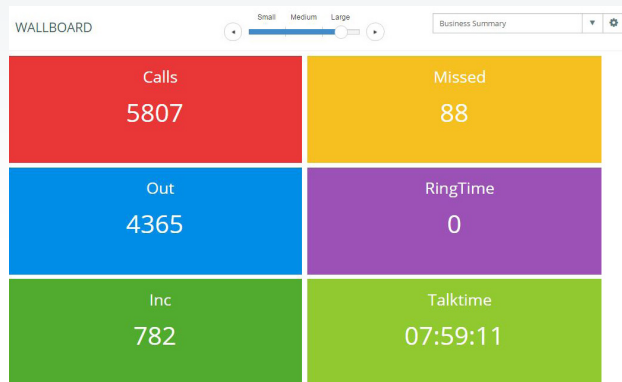 WALLBOARD
Small Medium Large
Business Summary
Calls
5807
Missed
88
Out
4365
RingTime
0
Inc
782
Talktime
07:59:11